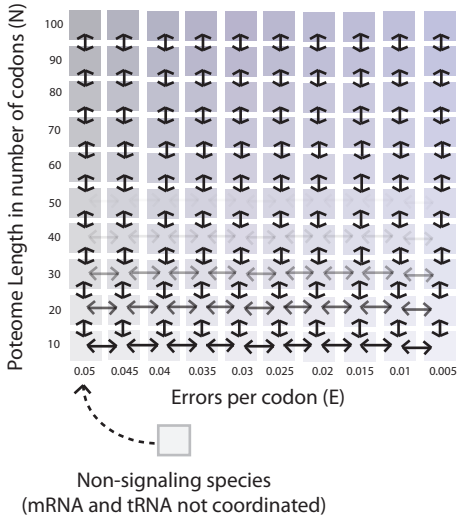 Poteome Length in number of codons (N)
100
90
80
70
60
50
40
30
20
10
0.05 0.045 0.04 0.035 0.03 0.025 0.02 0.015 0.01 0.005
Errors per codon (E)
Non-signaling species
(mRNA and tRNA not coordinated)